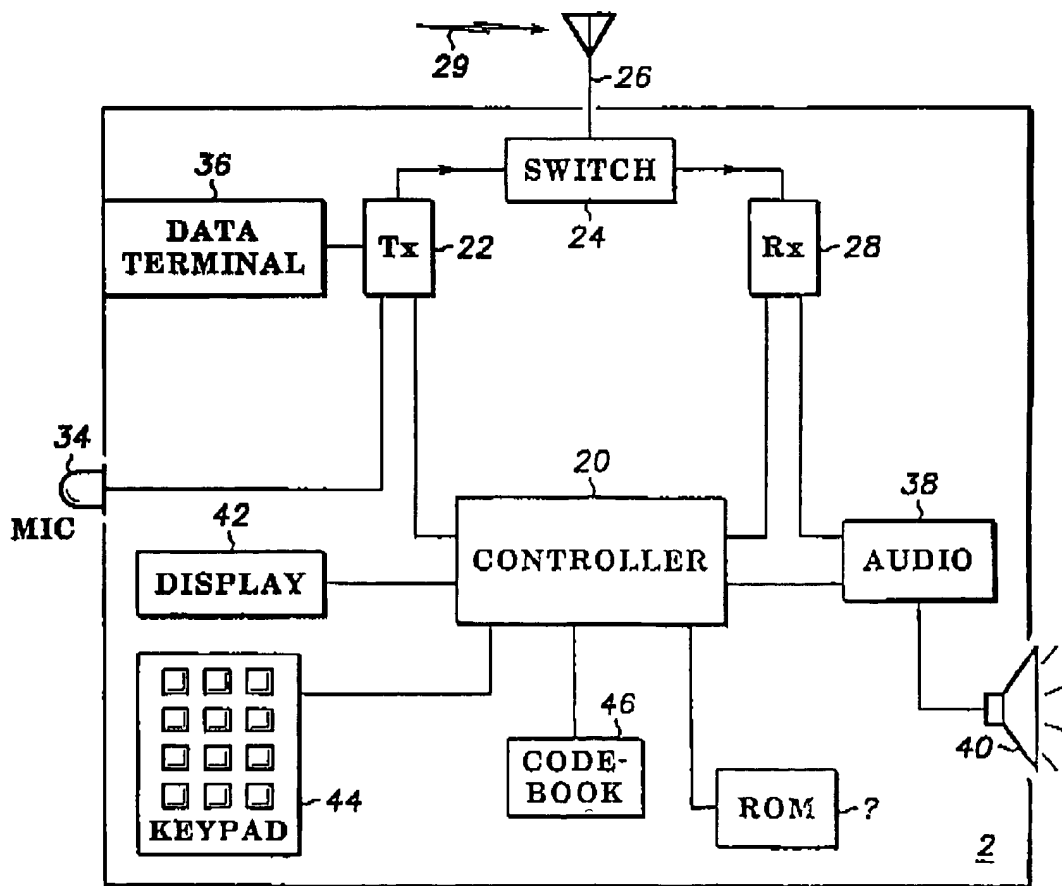 29
26
36
SWITCH
DATA
TERMINAL
Tx
22
24
Rx
28
34
MIC
20
38
42
CONTROLLER
AUDIO
DISPLAY
46
40
CODE-
BOOK
44
KEYPAD
ROM
?
2